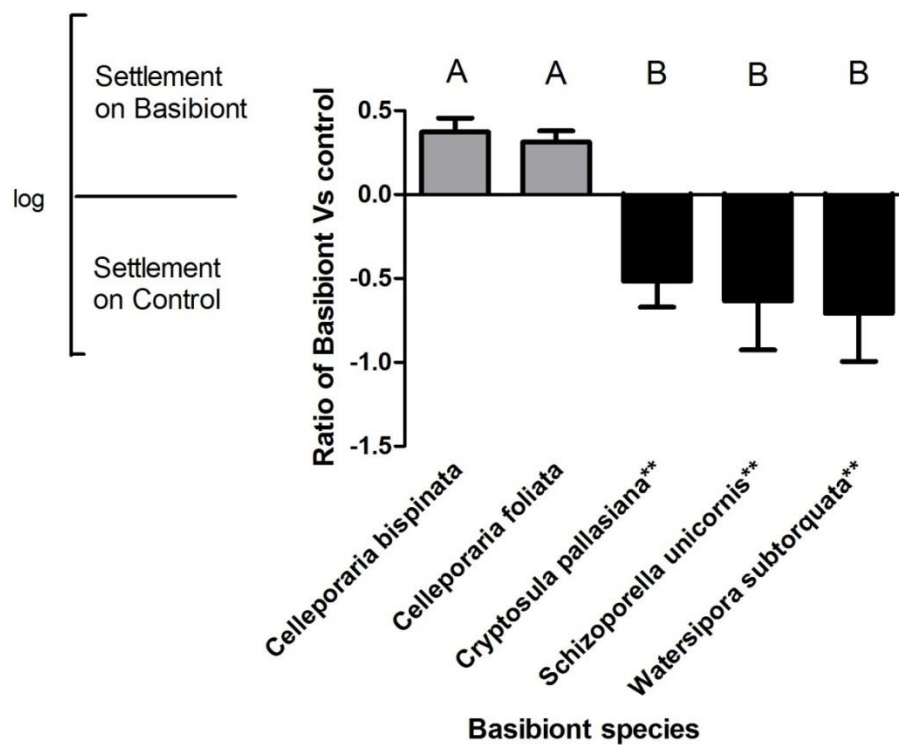 log
Settlement
on Basibiont
Settlement
on Control
Ratio of Basibiont Vs control
A A B B B
0.5
0.0
-0.5
-1.0
-1.5
Celleporaria bispinata
Celleporaria foliata
Cryptosula pallasiana**
Schizoporella unicornis**
Watersipora subtorquata**
Basibiont species